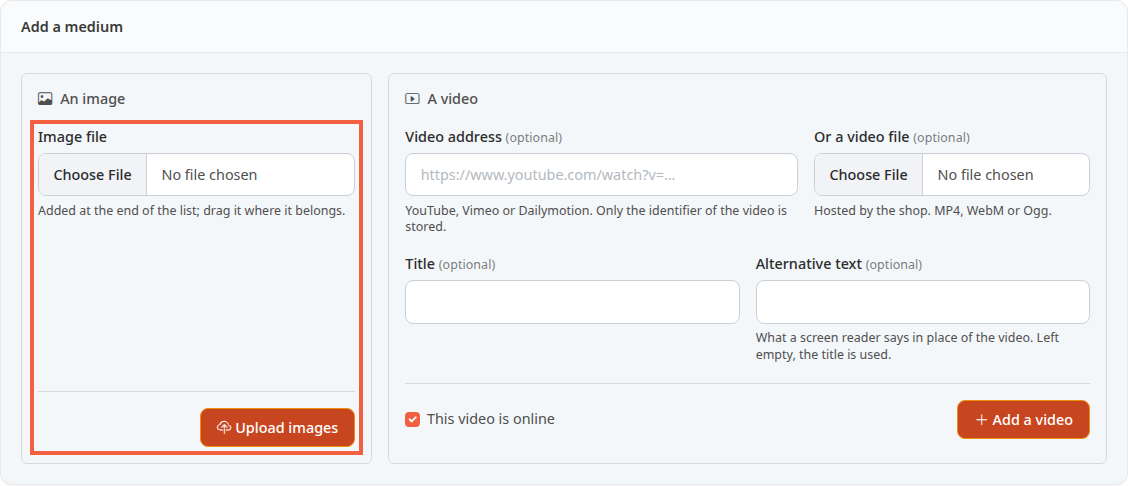 Add a medium
An image
Image file
Choose File No file chosen
Added at the end of the list; drag it where it belongs.
Upload images
A video
Video address (optional)
https://www.youtube.com/watch?v=...
YouTube, Vimeo or Dailymotion. Only the identifier of the video is
stored.
Or a video file (optional)
Choose File No file chosen
Hosted by the shop. MP4, WebM or Ogg.
Title (optional)
Alternative text (optional)
What a screen reader says in place of the video. Left
empty, the title is used.
This video is online
+ Add a video